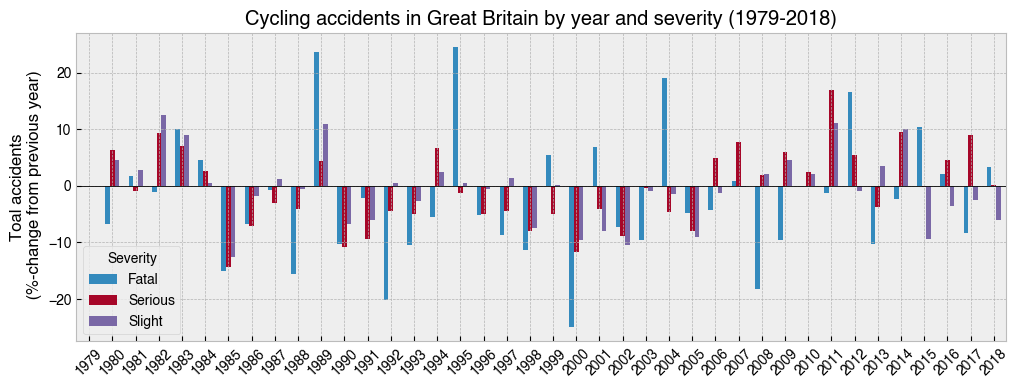 Cycling accidents in Great Britain by year and severity (1979-2018)
Toal accidents
(%-change from previous year)
20
10
0
−10
−20
Severity
Fatal
Serious
Slight
1979 1980 1981 1982 1983 1984 1985 1986 1987 1988 1989 1990 1991 1992 1993 1994 1995 1996 1997 1998 1999 2000 2001 2002 2003 2004 2005 2006 2007 2008 2009 2010 2011 2012 2013 2014 2015 2016 2017 2018